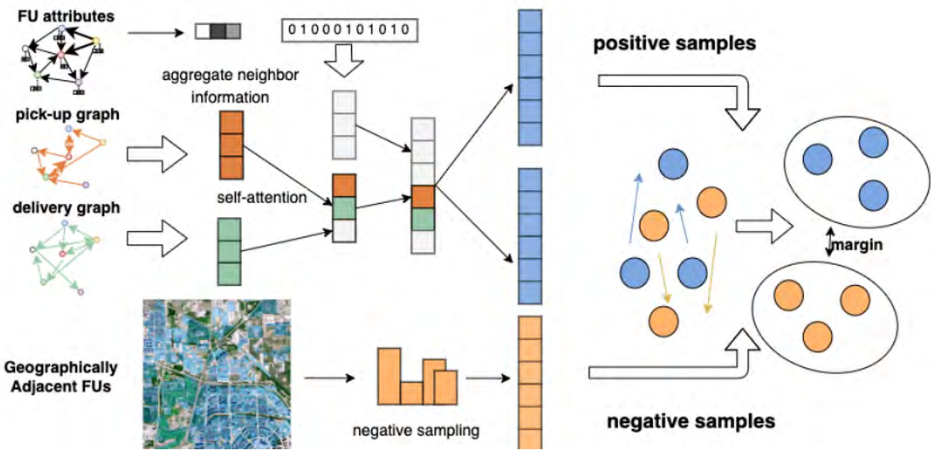 FU attributes
01000101010
positive samples
aggregate neighbor
information
pick-up graph
self-attention
delivery graph
margin
Geographically
Adjacent FUs
negative sampling
negative samples